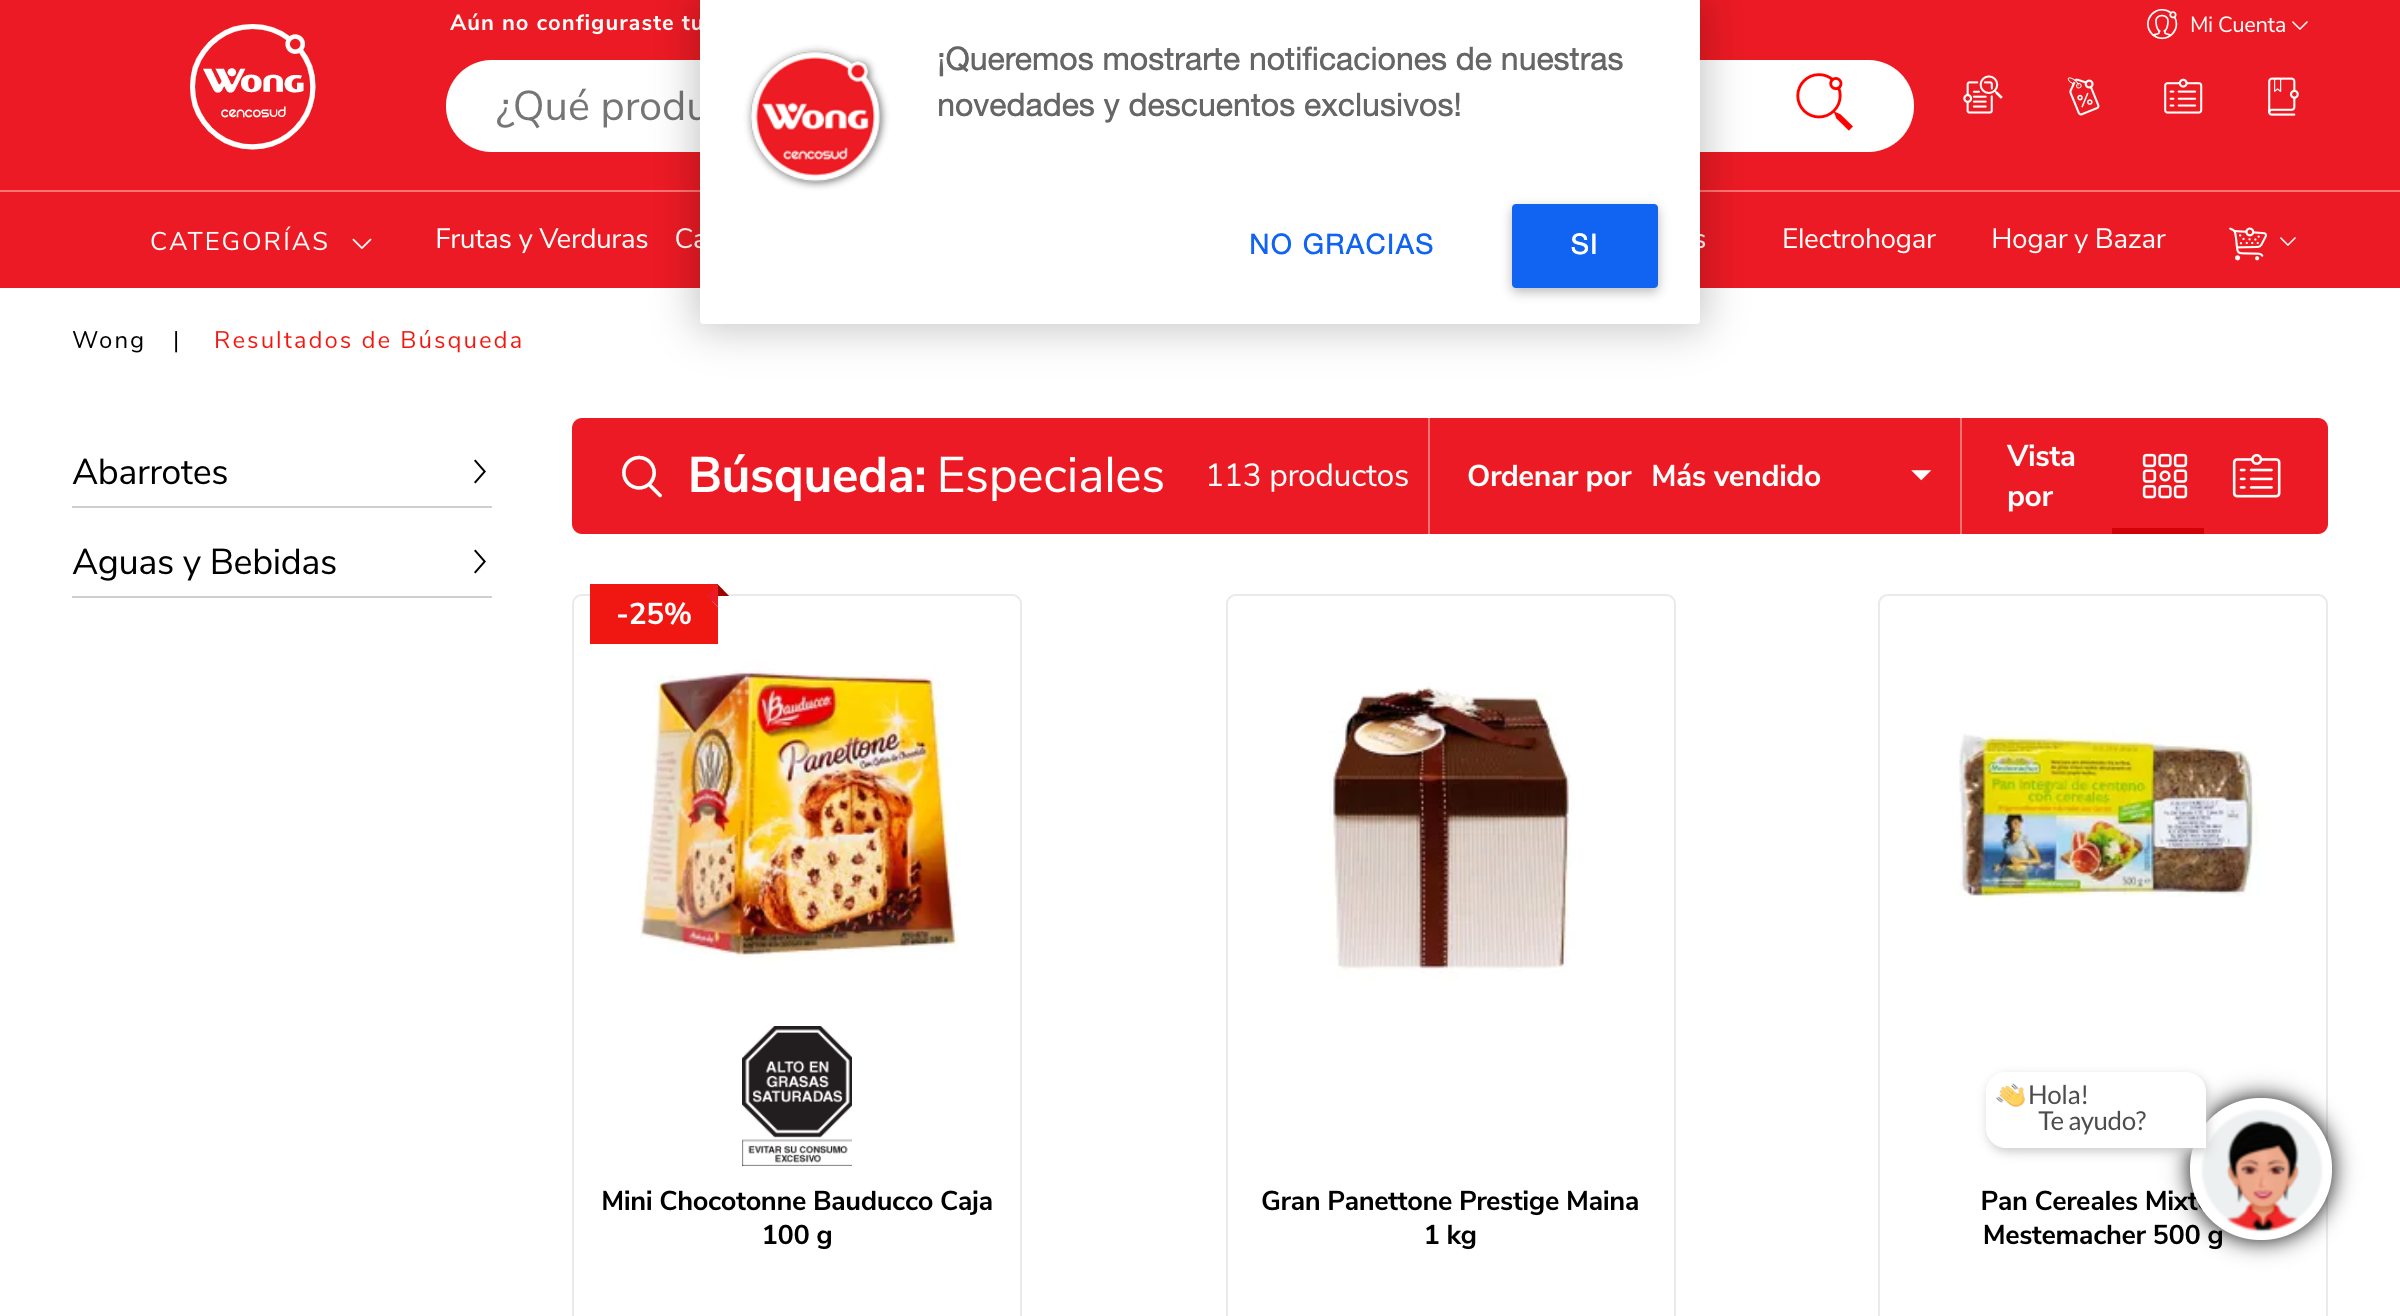 Aún no configuraste tu
Mi Cuenta
Wong
cencosud
¿Qué produ
Wong
cencosud
¡Queremos mostrarte notificaciones de nuestras
novedades y descuentos exclusivos!
NO GRACIAS
SI
CATEGORÍAS
Frutas y Verduras
Electrohogar
Hogar y Bazar
Wong | Resultados de Búsqueda
Abarrotes
Aguas y Bebidas
Búsqueda: Especiales
113 productos
Ordenar por Más vendido
Vista
por
-25%
Bauducco
Panettone
Mestemacher
Pan integral de centeno
con cereales
500 g
ALTO EN
GRASAS
SATURADAS
EVITAR SU CONSUMO
EXCESIVO
👋Hola!
Te ayudo?
Mini Chocotonne Bauducco Caja
100 g
Gran Panettone Prestige Maina
1 kg
Pan Cereales
Mestemacher 500 g